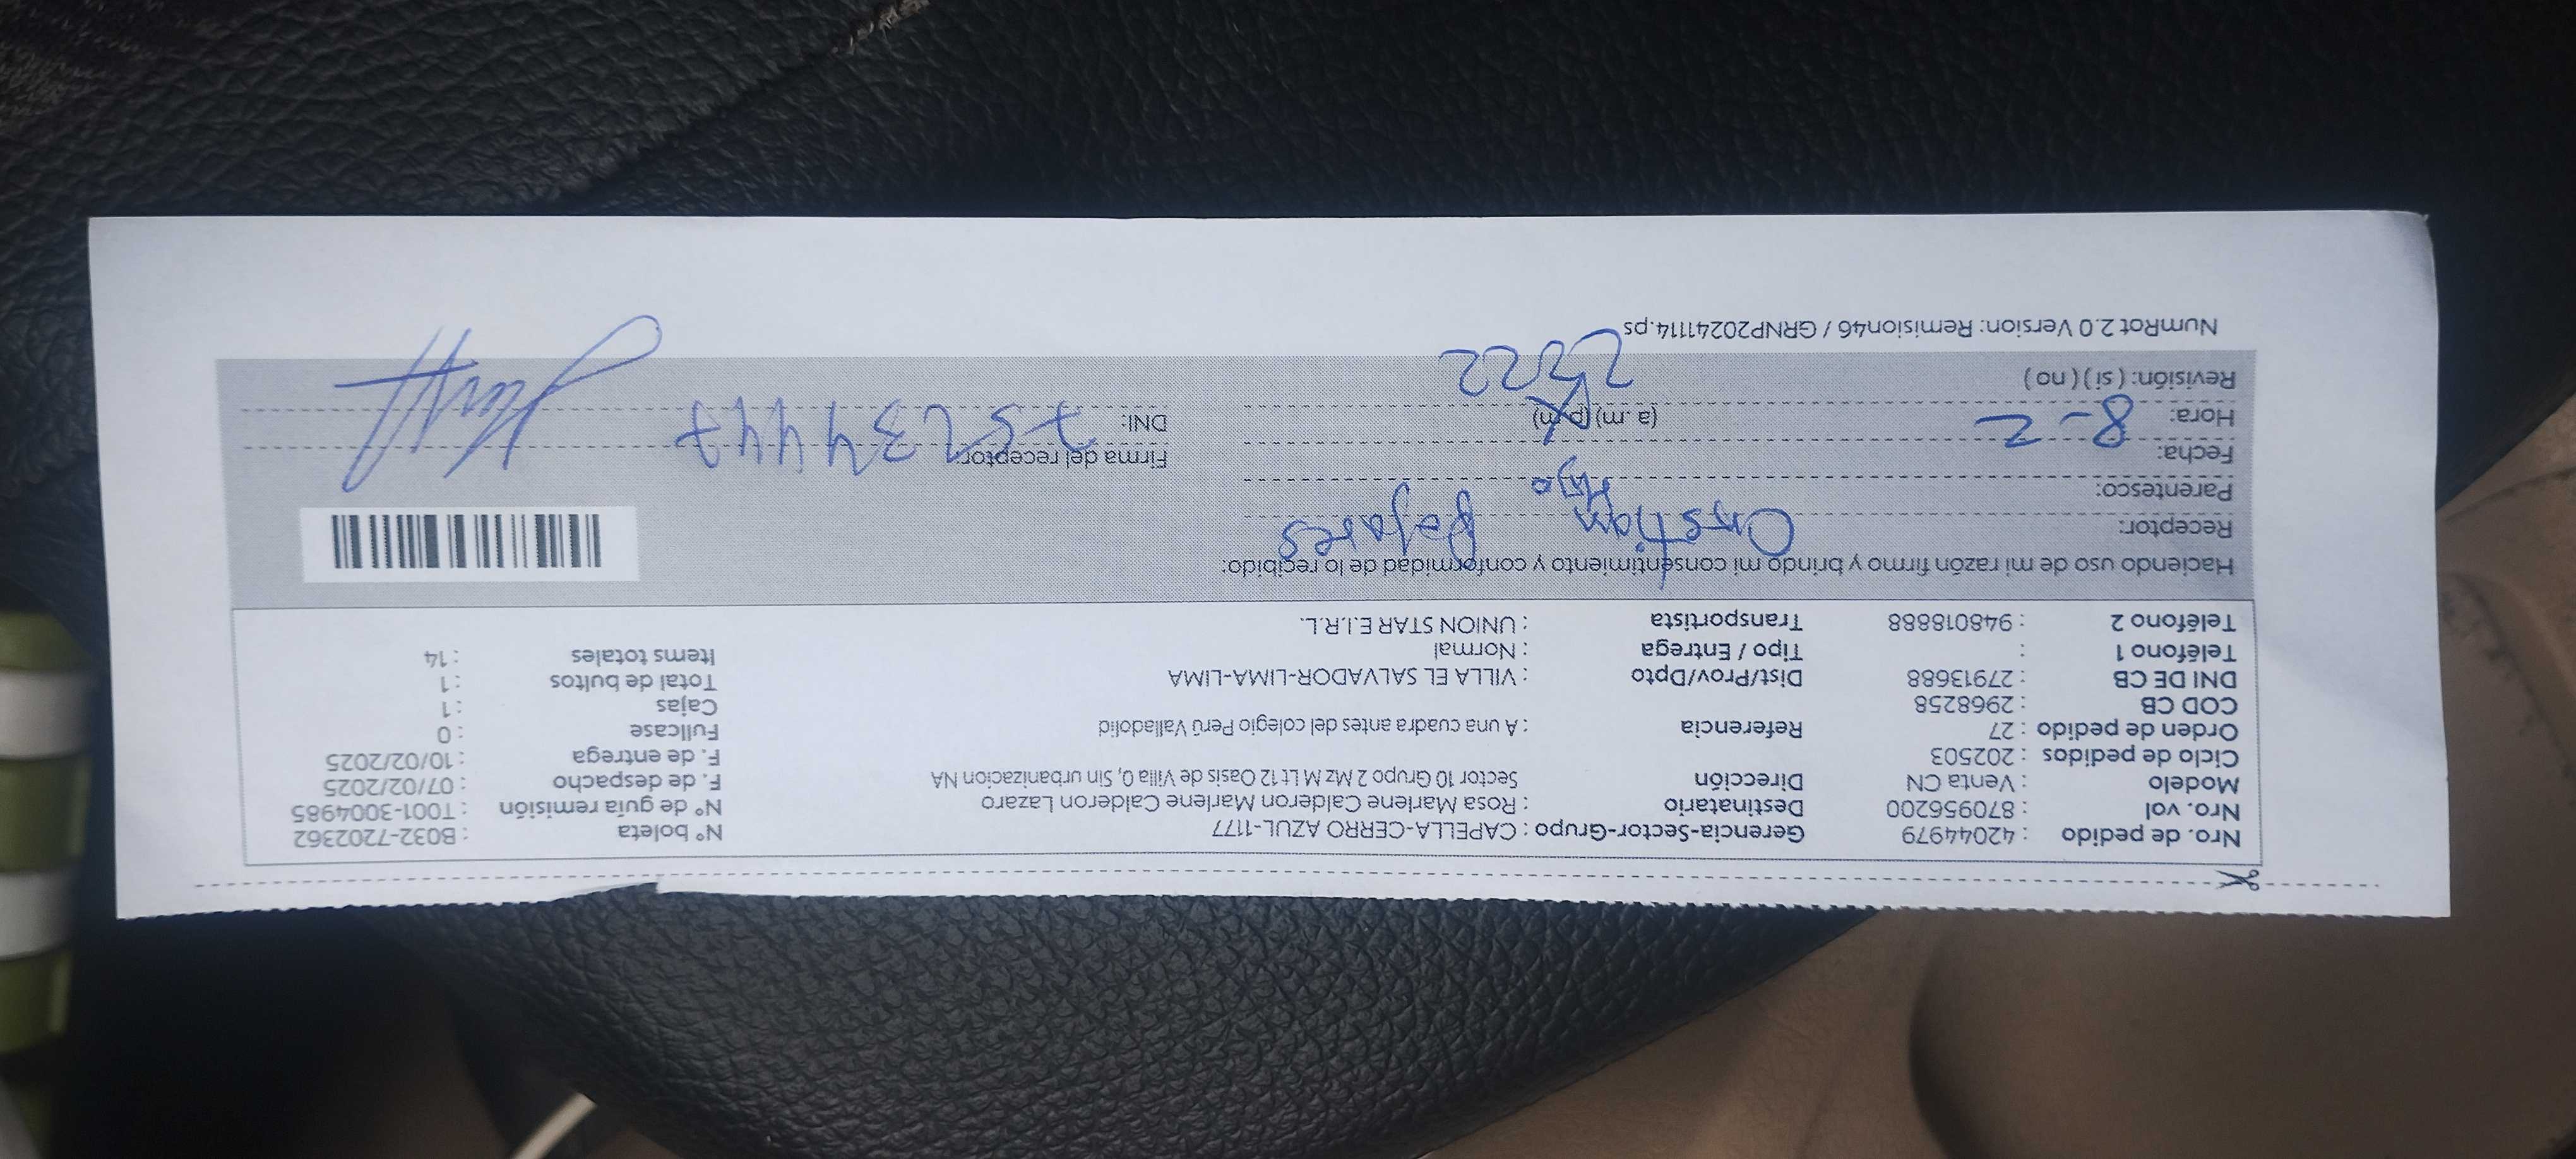 Nro. de pedido : 42044979 Gerencia-Sector-Grupo : CAPELLA-CERRO AZUL-1177 N° boleta : B032-7202362
Nro. vol : 870956200 Destinatario : Rosa Marlene Calderon Marlene Calderon Lazaro N° de guía remisión : T001-3004985
Modelo : Venta CN Dirección Sector 10 Grupo 2 Mz M Lt 12 Oasis de Villa 0, Sin urbanizacion NA F. de despacho : 07/02/2025
Ciclo de pedidos : 202503 F. de entrega : 10/02/2025
Orden de pedido : 27 Referencia : A una cuadra antes del colegio Perú Valladolid Fullcase : 0
COD CB : 2968258 Cajas : 1
DNI DE CB : 27913688 Dist/Prov/Dpto : VILLA EL SALVADOR-LIMA-LIMA Total de bultos : 1
Teléfono 1 : Tipo / Entrega : Normal Items totales : 14
Teléfono 2 : 948018888 Transportista : UNION STAR E.I.R.L.
Haciendo uso de mi razón firmo y brindo mi consentimiento y conformidad de lo recibido:
Receptor: Cristian Pajares
Parentesco: Hijo
Fecha: 8-2 Firma del receptor
Hora: (a.m) (p.m) DNI: 75234447
Revisión: ( si ) ( no )
NumRot 2.0 Version: Remision46 / GRNP20241114.ps